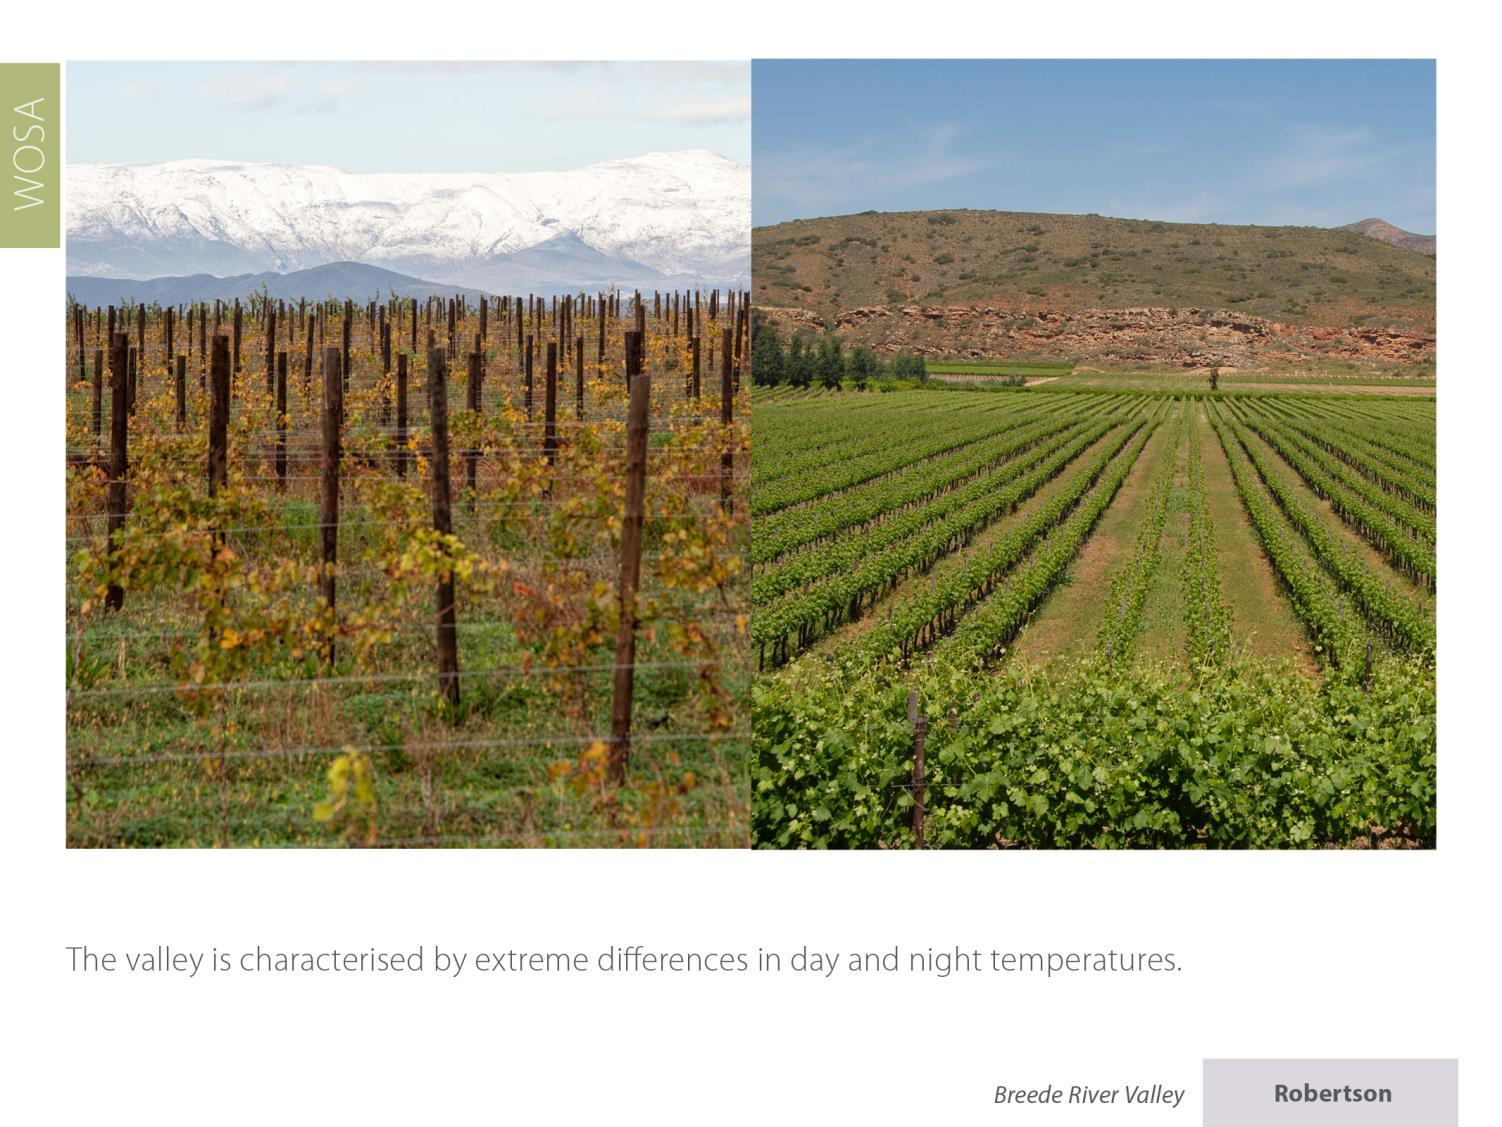 WOSA
The valley is characterised by extreme differences in day and night temperatures.
Breede River Valley
Robertson